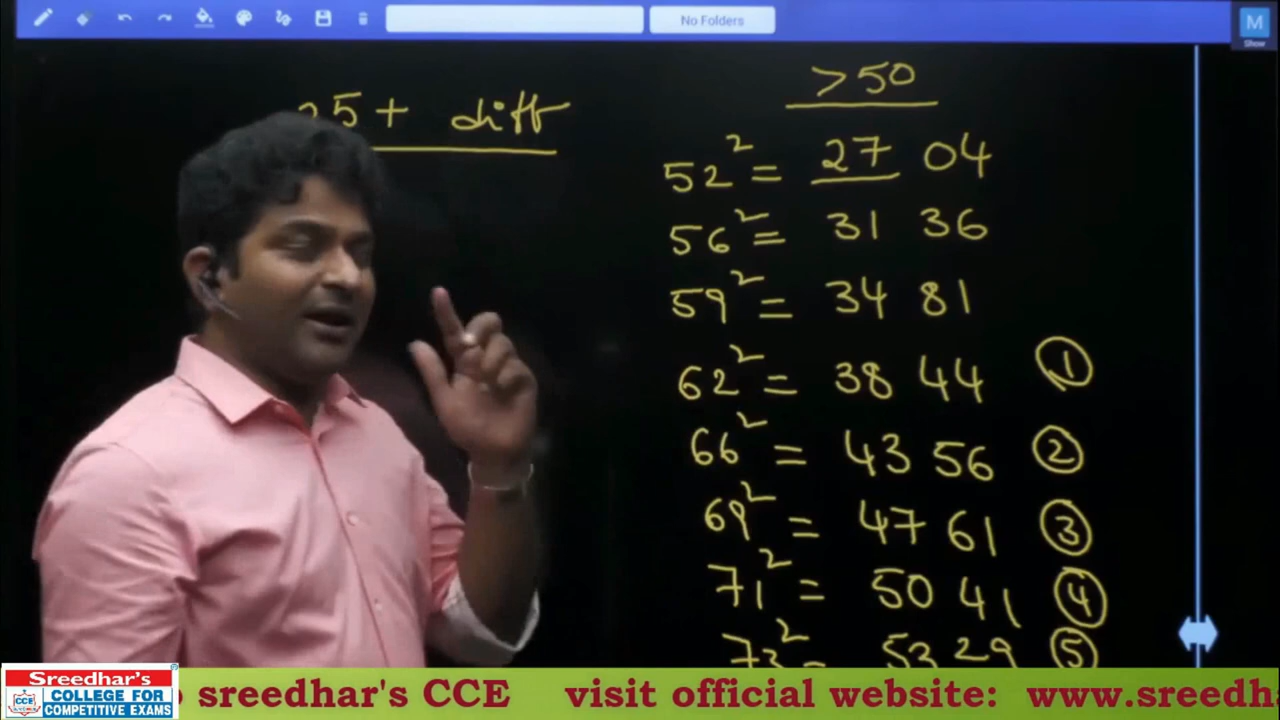 No Folders
M
Show
25 + diff
>50
52² = 27 04
56² = 31 36
59² = 34 81
62² = 38 44 ①
66² = 43 56 ②
69² = 47 61 ③
71² = 50 41 ④
73² = 53 29 ⑤
Sreedhar's
CCE
COLLEGE FOR
COMPETITIVE EXAMS
sreedhar's CCE visit official website: www.sreedh